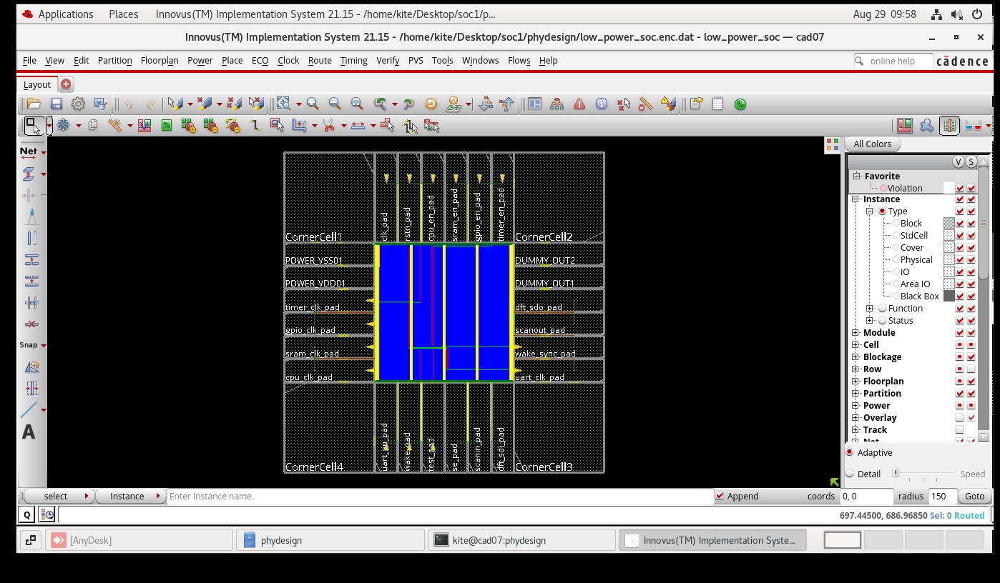 Applications Places Innovus(TM) Implementation System 21.15 - /home/kite/Desktop/soc1/p... Aug 29 09:58
Innovus(TM) Implementation System 21.15 - /home/kite/Desktop/soc1/phydesign/low_power_soc.enc.dat - low_power_soc — cad07
File View Edit Partition Floorplan Power Place ECO Clock Route Timing Verify PVS Tools Windows Flows Help online help cādence
Layout
Net
Snap
A
All Colors
V S
Favorite
Violation
Instance
Type
Block
StdCell
Cover
Physical
IO
Area IO
Black Box
Function
Status
Module
Cell
Blockage
Row
Floorplan
Partition
Power
Overlay
Track
Adaptive
Detail Speed
clk_pad
rstn_pad
cpu_en_pad
sram_en_pad
gpio_en_pad
timer_en_pad
CornerCell1 CornerCell2
POWER_VSS01 DUMMY_OUT2
POWER_VDD01 DUMMY_OUT1
timer_clk_pad dft_sdo_pad
gpio_clk_pad scanout_pad
sram_clk_pad wake_sync_pad
cpu_clk_pad uart_clk_pad
uart_en_pad
wake_pad
test_pad
se_pad
scanin_pad
dft_sdi_pad
CornerCell4 CornerCell3
select Instance Enter Instance name. Append coords 0, 0 radius 150 Goto
Q 697.44500, 686.96850 Sel: 0 Routed
[AnyDesk] phydesign kite@cad07:phydesign Innovus(TM) Implementation Syste...